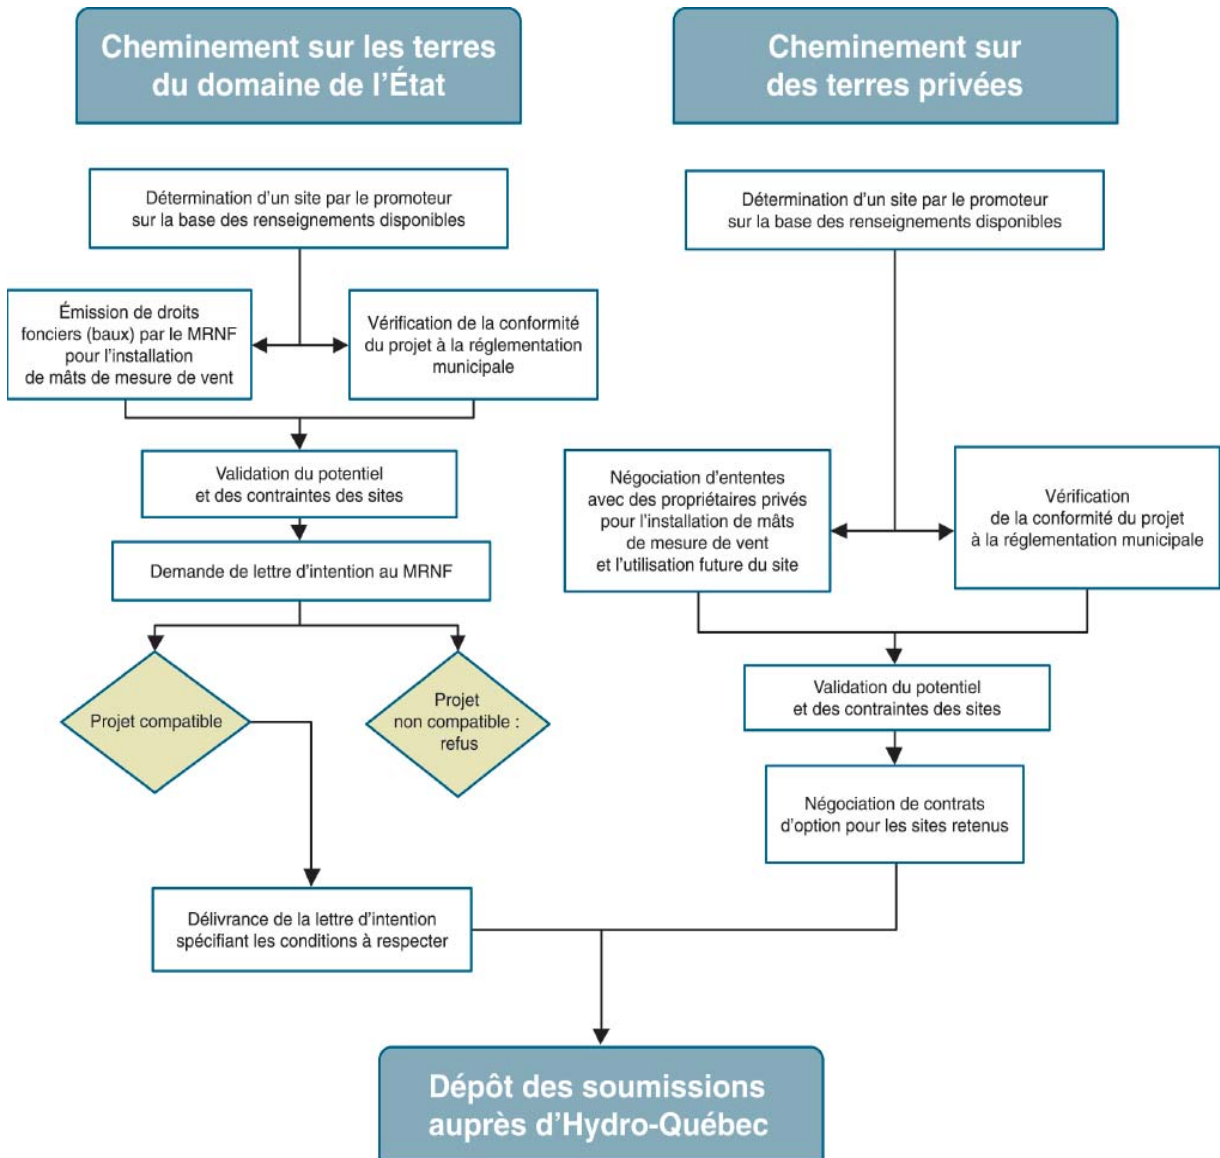 Cheminement sur les terres
du domaine de l’État
Cheminement sur
des terres privées
Détermination d’un site par le promoteur
sur la base des renseignements disponibles
Détermination d’un site par le promoteur
sur la base des renseignements disponibles
Émission de droits
fonciers (baux) par le MRNF
pour l’installation
de mâts de mesure de vent
Vérification de la conformité
du projet à la réglementation
municipale
Validation du potentiel
et des contraintes des sites
Négociation d’ententes
avec des propriétaires privés
pour l’installation de mâts
de mesure de vent
et l’utilisation future du site
Vérification
de la conformité du projet
à la réglementation municipale
Demande de lettre d’intention au MRNF
Projet compatible
Projet
non compatible :
refus
Validation du potentiel
et des contraintes des sites
Négociation de contrats
d’option pour les sites retenus
Délivrance de la lettre d’intention
spécifiant les conditions à respecter
Dépôt des soumissions
auprès d’Hydro-Québec